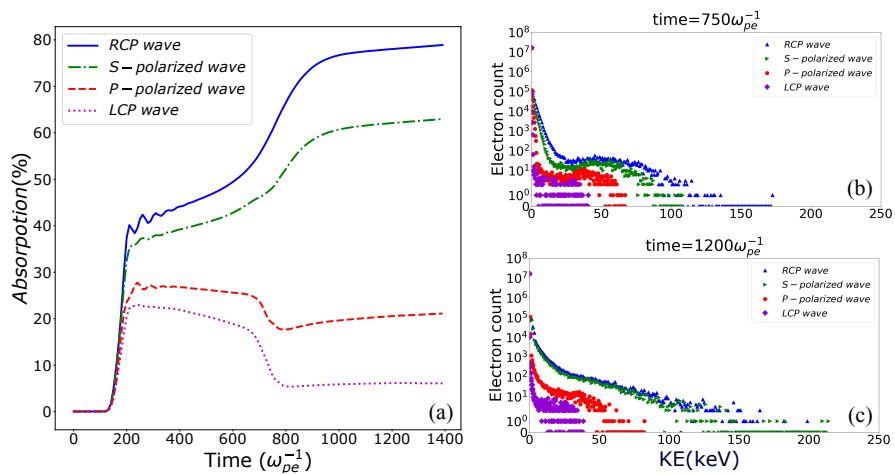 80
70
60
50
40
30
20
10
0
Absorpotion(%)
RCP wave
S − polarized wave
P − polarized wave
LCP wave
(a)
0 200 400 600 800 1000 1200 1400
Time (ω_pe^−1)
time=750ω_pe^−1
10^8
10^7
10^6
10^5
10^4
10^3
10^2
10^1
10^0
0
Electron count
RCP wave
S − polarized wave
P − polarized wave
LCP wave
(b)
0 50 100 150 200 250
time=1200ω_pe^−1
10^8
10^7
10^6
10^5
10^4
10^3
10^2
10^1
10^0
0
Electron count
RCP wave
S − polarized wave
P − polarized wave
LCP wave
(c)
0 50 100 150 200 250
KE(keV)